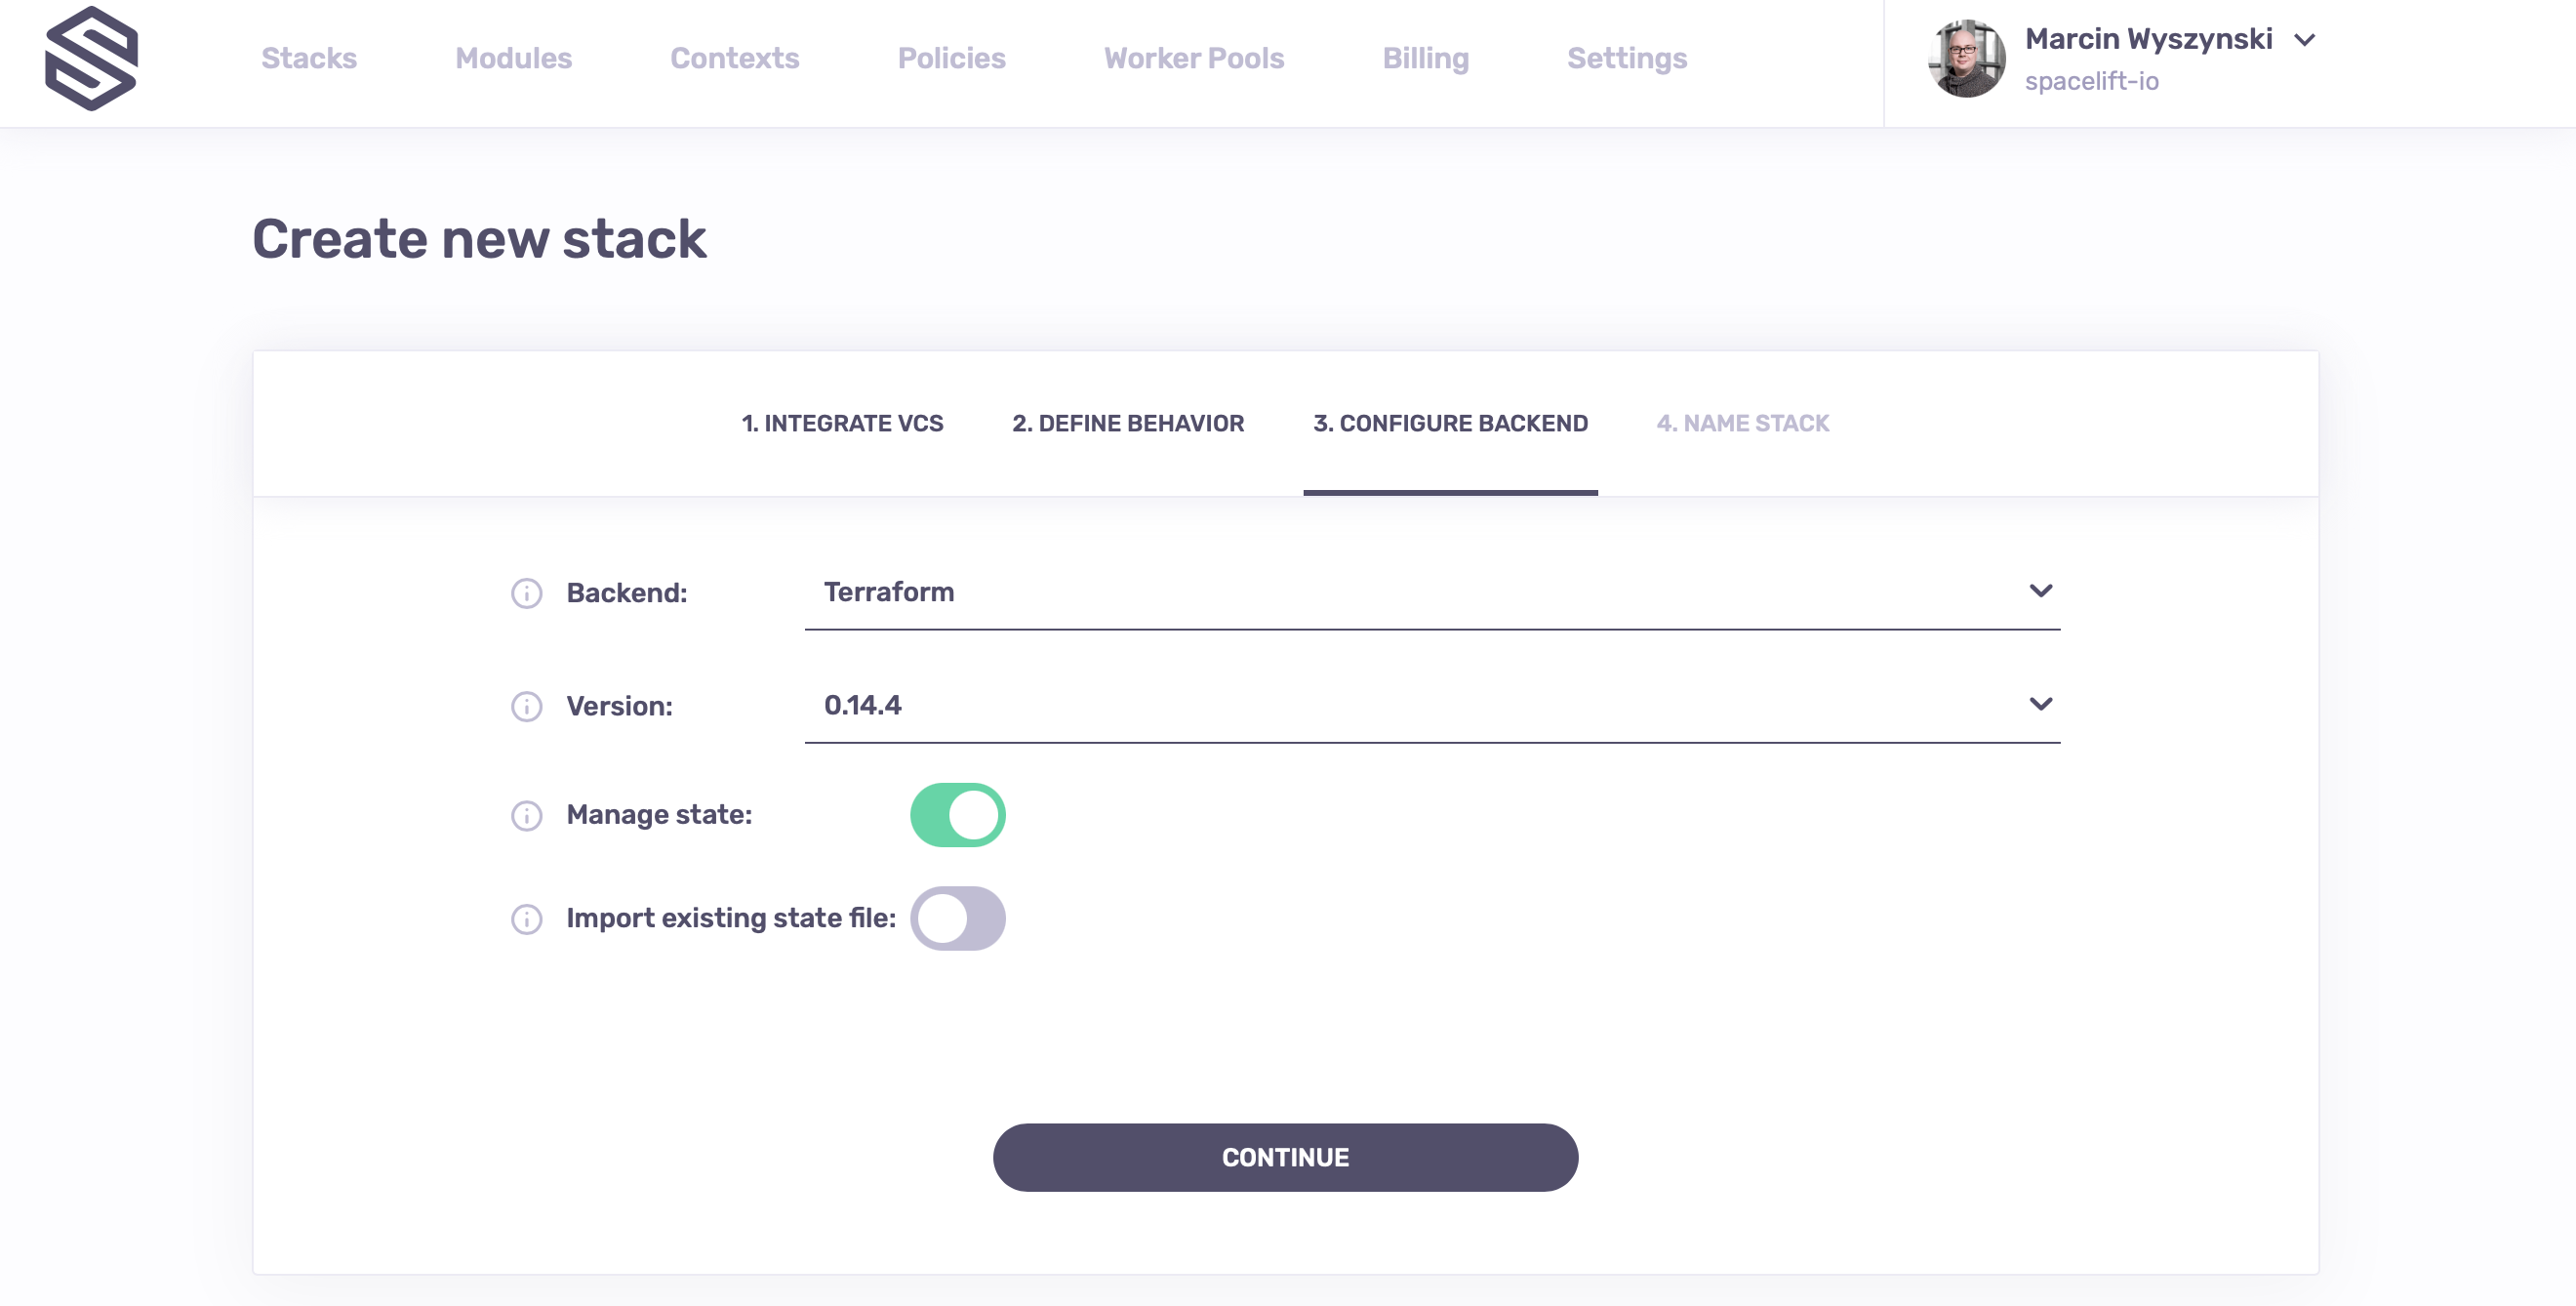 Stacks Modules Contexts Policies Worker Pools Billing Settings
Marcin Wyszynski
spacelift-io
Create new stack
1. INTEGRATE VCS 2. DEFINE BEHAVIOR 3. CONFIGURE BACKEND 4. NAME STACK
Backend: Terraform
Version: 0.14.4
Manage state:
Import existing state file:
CONTINUE